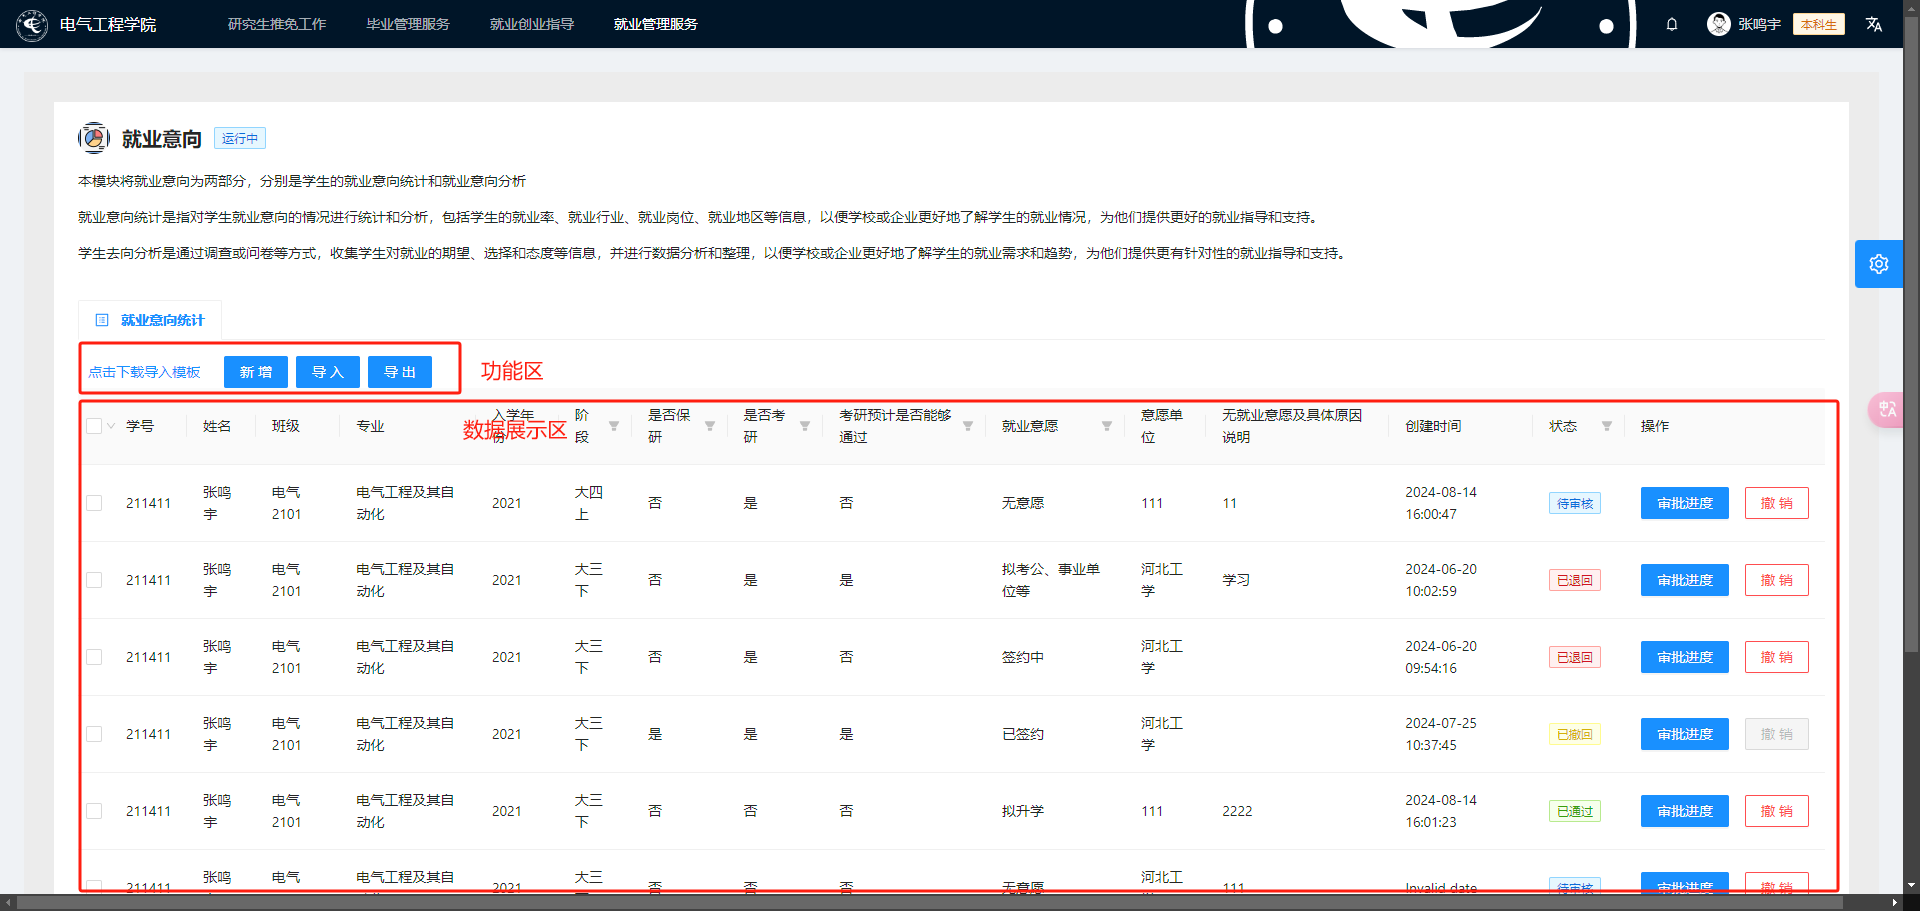 电气工程学院 研究生推免工作 毕业管理服务 就业创业指导 就业管理服务 张鸣宇 本科生
就业意向 运行中
本模块将就业意向为两部分，分别是学生的就业意向统计和就业意向分析
就业意向统计是指对学生就业意向的情况进行统计和分析，包括学生的就业率、就业行业、就业岗位、就业地区等信息，以便学校或企业更好地了解学生的就业情况，为他们提供更好的就业指导和支持。
学生去向分析是通过调查或问卷等方式，收集学生对就业的期望、选择和态度等信息，并进行数据分析和整理，以便学校或企业更好地了解学生的就业需求和趋势，为他们提供更有针对性的就业指导和支持。
就业意向统计
点击下载导入模板 新增 导入 导出 功能区
学号 姓名 班级 专业 入学年份 阶段 是否保研 是否考研 考研预计是否能够通过 就业意愿 意愿单位 无就业意愿及具体原因说明 创建时间 状态 操作
数据展示区
211411 张鸣宇 电气2101 电气工程及其自动化 2021 大四上 否 是 否 无意愿 111 11 2024-08-14 16:00:47 待审核 审批进度 撤销
211411 张鸣宇 电气2101 电气工程及其自动化 2021 大三下 否 是 是 拟考公、事业单位等 河北工学 学习 2024-06-20 10:02:59 已退回 审批进度 撤销
211411 张鸣宇 电气2101 电气工程及其自动化 2021 大三下 否 是 否 签约中 河北工学 2024-06-20 09:54:16 已退回 审批进度 撤销
211411 张鸣宇 电气2101 电气工程及其自动化 2021 大三下 是 是 是 已签约 河北工学 2024-07-25 10:37:45 已撤回 审批进度 撤销
211411 张鸣宇 电气2101 电气工程及其自动化 2021 大三下 否 否 否 拟升学 111 2222 2024-08-14 16:01:23 已通过 审批进度 撤销
211411 张鸣 电气 电气工程及其自 2021 大三 否 否 否 无意愿 河北工 111 Invalid date 待审核 审批进度 撤销